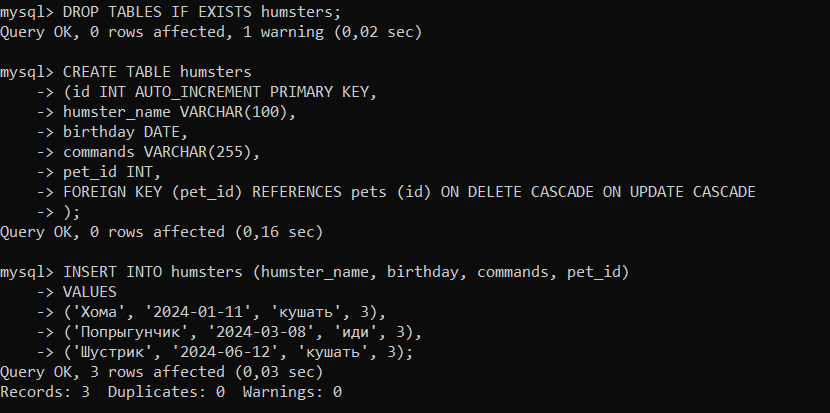 mysql> DROP TABLES IF EXISTS humsters;
Query OK, 0 rows affected, 1 warning (0,02 sec)
mysql> CREATE TABLE humsters
    -> (id INT AUTO_INCREMENT PRIMARY KEY,
    -> humster_name VARCHAR(100),
    -> birthday DATE,
    -> commands VARCHAR(255),
    -> pet_id INT,
    -> FOREIGN KEY (pet_id) REFERENCES pets (id) ON DELETE CASCADE ON UPDATE CASCADE
    -> );
Query OK, 0 rows affected (0,16 sec)
mysql> INSERT INTO humsters (humster_name, birthday, commands, pet_id)
    -> VALUES
    -> ('Хома', '2024-01-11', 'кушать', 3),
    -> ('Попрыгунчик', '2024-03-08', 'иди', 3),
    -> ('Шустрик', '2024-06-12', 'кушать', 3);
Query OK, 3 rows affected (0,03 sec)
Records: 3  Duplicates: 0  Warnings: 0